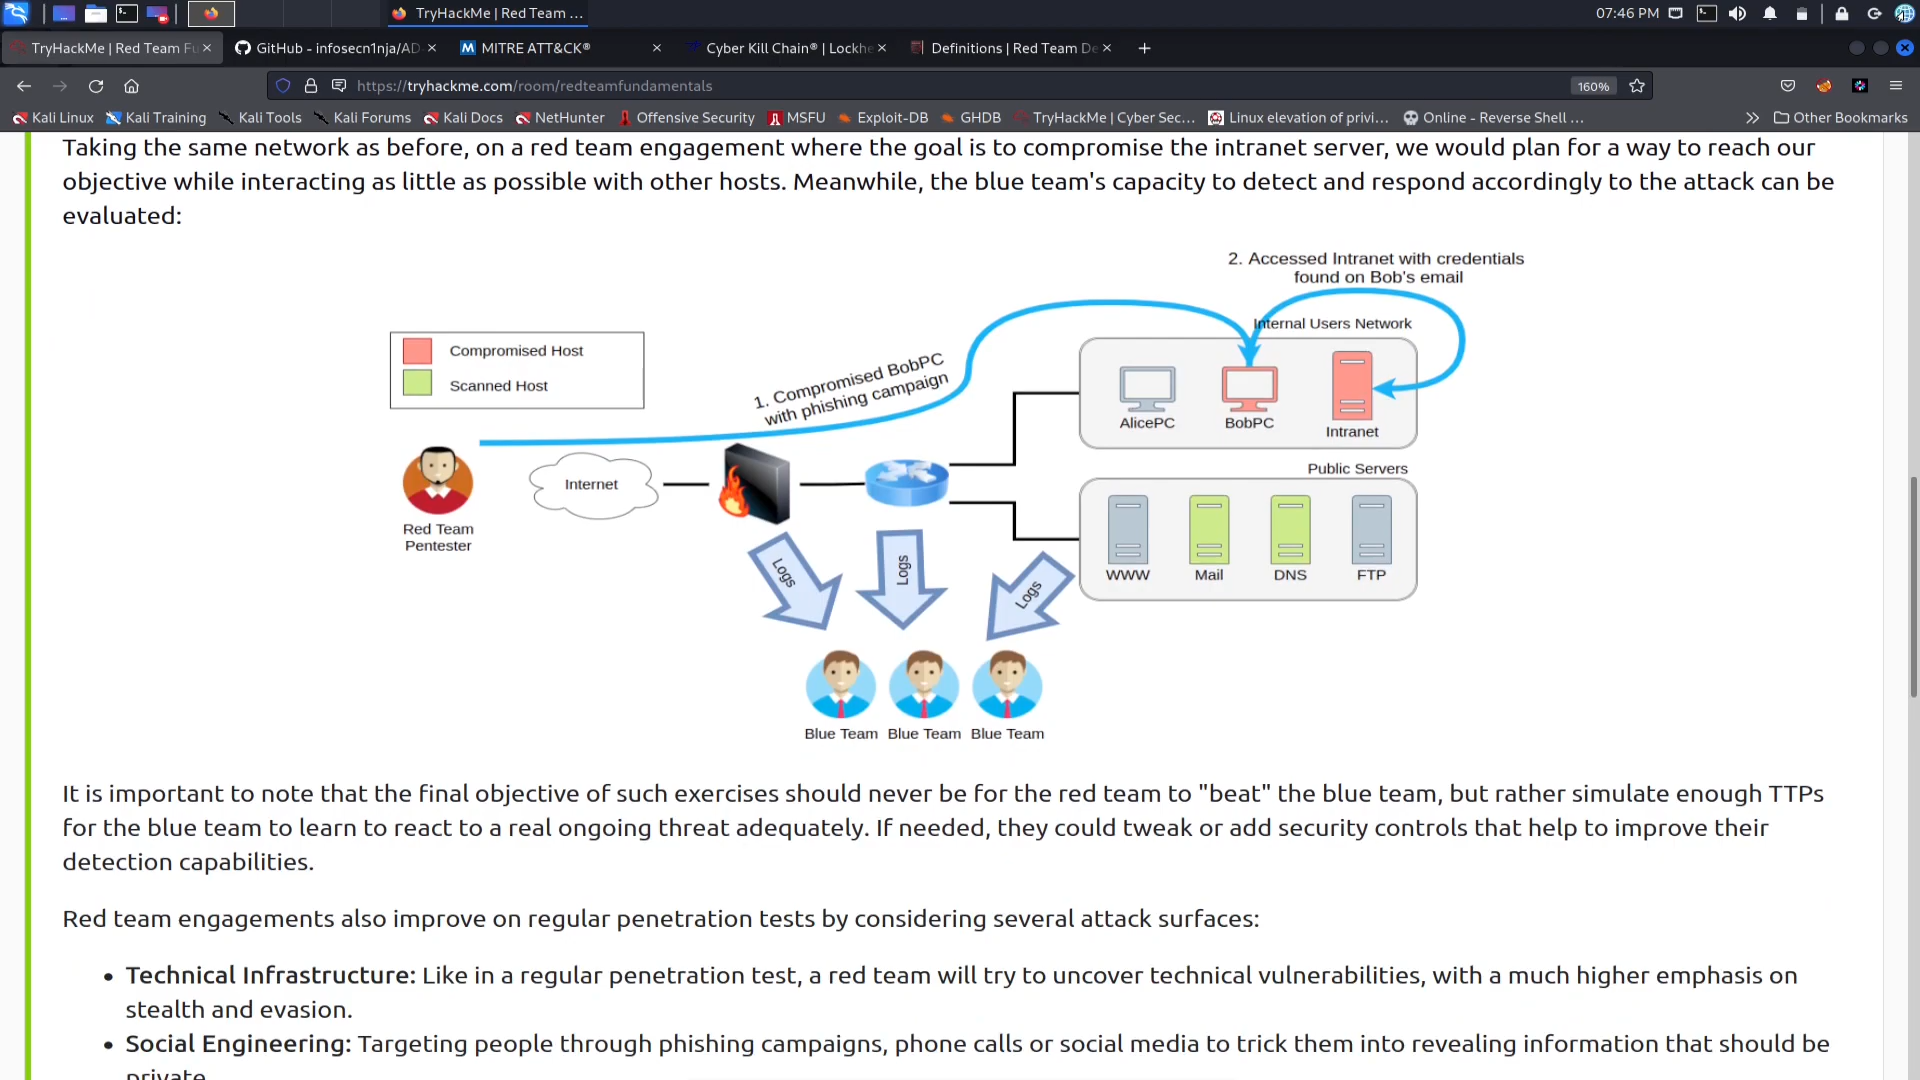 TryHackMe | Red Team ...
07:46 PM
TryHackMe | Red Team Fu
GitHub - infosecn1nja/AD-
MITRE ATT&CK®
Cyber Kill Chain® | Lockhe
Definitions | Red Team De
https://tryhackme.com/room/redteamfundamentals
160%
Kali Linux
Kali Training
Kali Tools
Kali Forums
Kali Docs
NetHunter
Offensive Security
MSFU
Exploit-DB
GHDB
TryHackMe | Cyber Sec...
Linux elevation of privi...
Online - Reverse Shell ...
Other Bookmarks
Taking the same network as before, on a red team engagement where the goal is to compromise the intranet server, we would plan for a way to reach our
objective while interacting as little as possible with other hosts. Meanwhile, the blue team's capacity to detect and respond accordingly to the attack can be
evaluated:
2. Accessed Intranet with credentials
found on Bob's email
Internal Users Network
Compromised Host
Scanned Host
1. Compromised BobPC
with phishing campaign
AlicePC
BobPC
Intranet
Public Servers
Internet
Red Team
Pentester
Logs
Logs
Logs
WWW
Mail
DNS
FTP
Blue Team
Blue Team
Blue Team
It is important to note that the final objective of such exercises should never be for the red team to "beat" the blue team, but rather simulate enough TTPs
for the blue team to learn to react to a real ongoing threat adequately. If needed, they could tweak or add security controls that help to improve their
detection capabilities.
Red team engagements also improve on regular penetration tests by considering several attack surfaces:
• Technical Infrastructure: Like in a regular penetration test, a red team will try to uncover technical vulnerabilities, with a much higher emphasis on
stealth and evasion.
• Social Engineering: Targeting people through phishing campaigns, phone calls or social media to trick them into revealing information that should be
private.